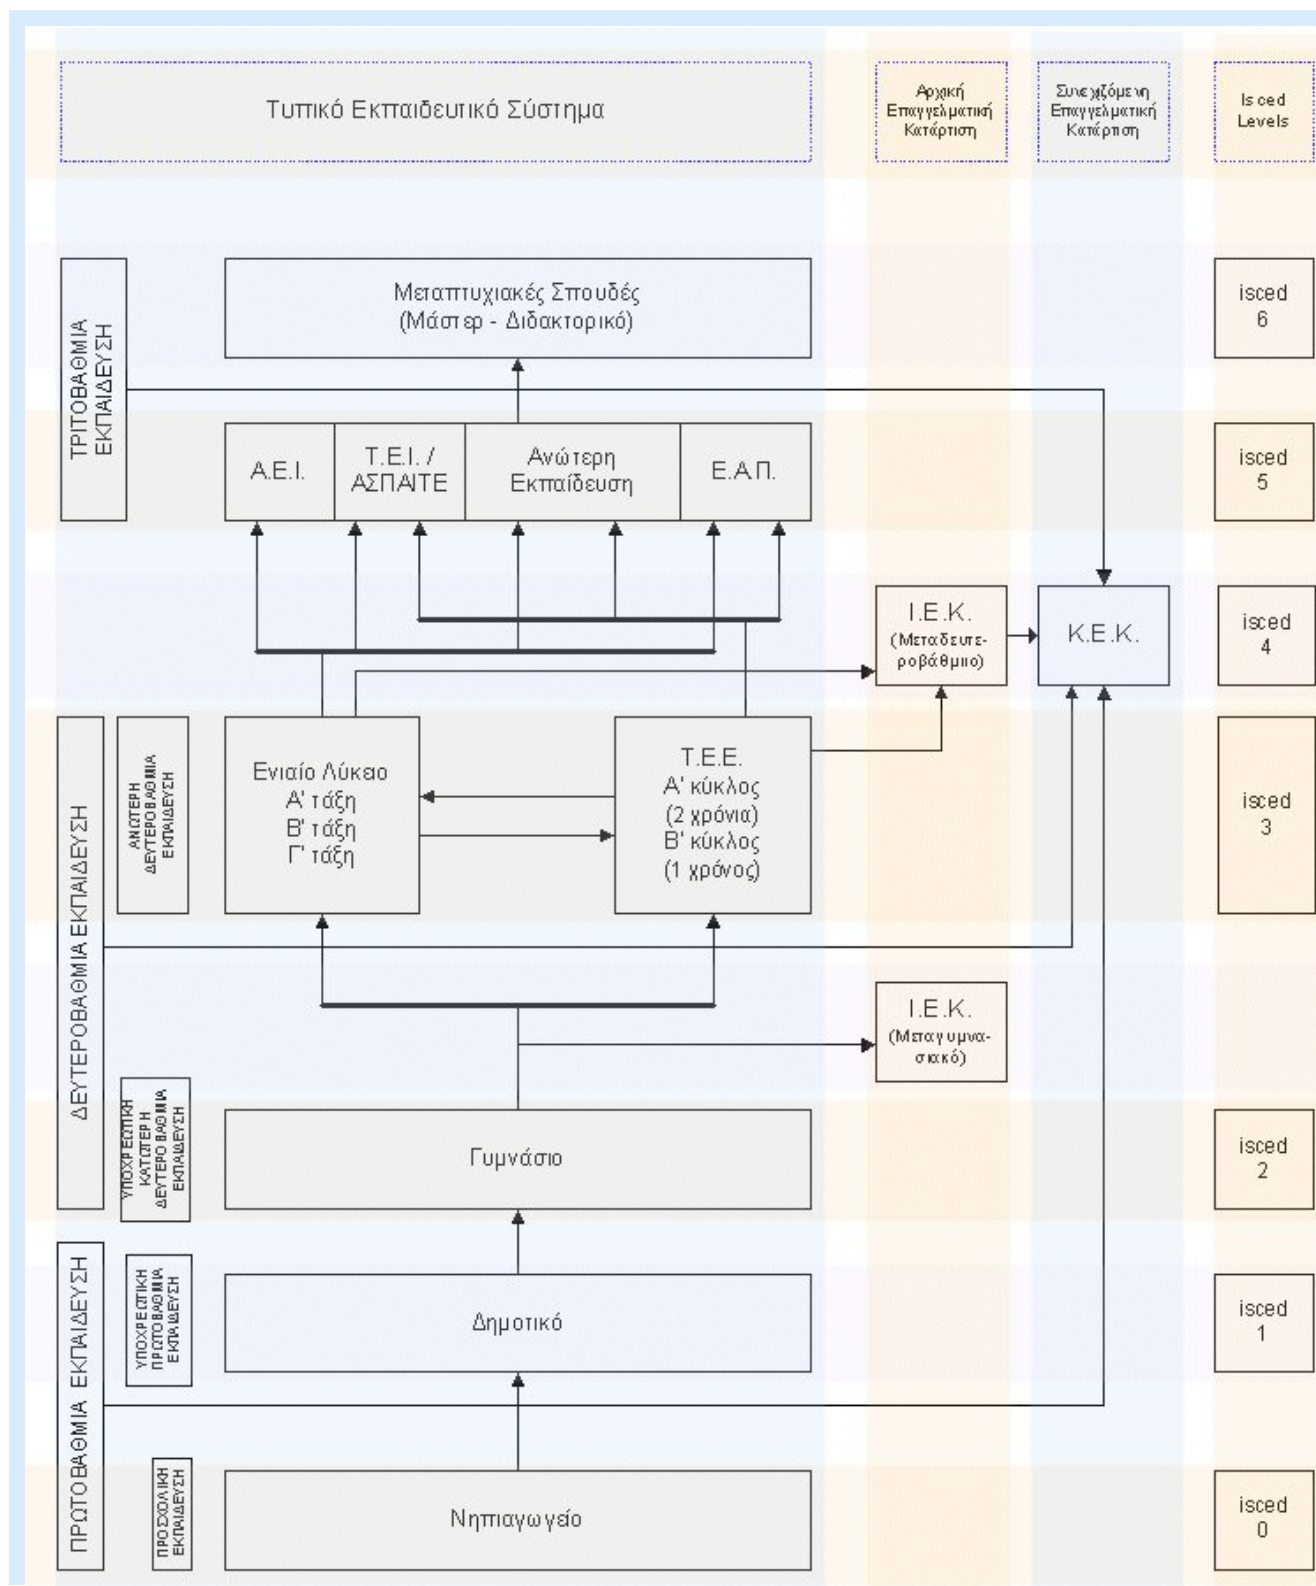 Τυπικό Εκπαιδευτικό Σύστημα
Αρχική
Επαγγελματική
Κατάρτιση
Συνεχιζόμενη
Επαγγελματική
Κατάρτιση
Isced
Levels
ΤΡΙΤΟΒΑΘΜΙΑ
ΕΚΠΑΙΔΕΥΣΗ
Μεταπτυχιακές Σπουδές
(Μάστερ - Διδακτορικό)
isced
6
Α.Ε.Ι.
Τ.Ε.Ι. /
ΑΣΠΑΙΤΕ
Ανώτερη
Εκπαίδευση
Ε.Α.Π.
isced
5
Ι.Ε.Κ.
(Μεταδευτε-
ροβάθμιο)
Κ.Ε.Κ.
isced
4
ΔΕΥΤΕΡΟΒΑΘΜΙΑ ΕΚΠΑΙΔΕΥΣΗ
ΑΝΩΤΕΡΗ
ΔΕΥΤΕΡΟΒΑΘΜΙΑ
ΕΚΠΑΙΔΕΥΣΗ
Ενιαίο Λύκειο
Α' τάξη
Β' τάξη
Γ' τάξη
Τ.Ε.Ε.
Α' κύκλος
(2 χρόνια)
Β' κύκλος
(1 χρόνος)
isced
3
Ι.Ε.Κ.
(Μεταγυμνα-
σιακό)
ΥΠΟΧΡΕΩΤΙΚΗ
ΚΑΤΩΤΕΡΗ
ΔΕΥΤΕΡΟΒΑΘΜΙΑ
ΕΚΠΑΙΔΕΥΣΗ
Γυμνάσιο
isced
2
ΠΡΩΤΟΒΑΘΜΙΑ ΕΚΠΑΙΔΕΥΣΗ
ΥΠΟΧΡΕΩΤΙΚΗ
ΠΡΩΤΟΒΑΘΜΙΑ
ΕΚΠΑΙΔΕΥΣΗ
Δημοτικό
isced
1
ΠΡΟΣΧΟΛΙΚΗ
ΕΚΠΑΙΔΕΥΣΗ
Νηπιαγωγείο
isced
0